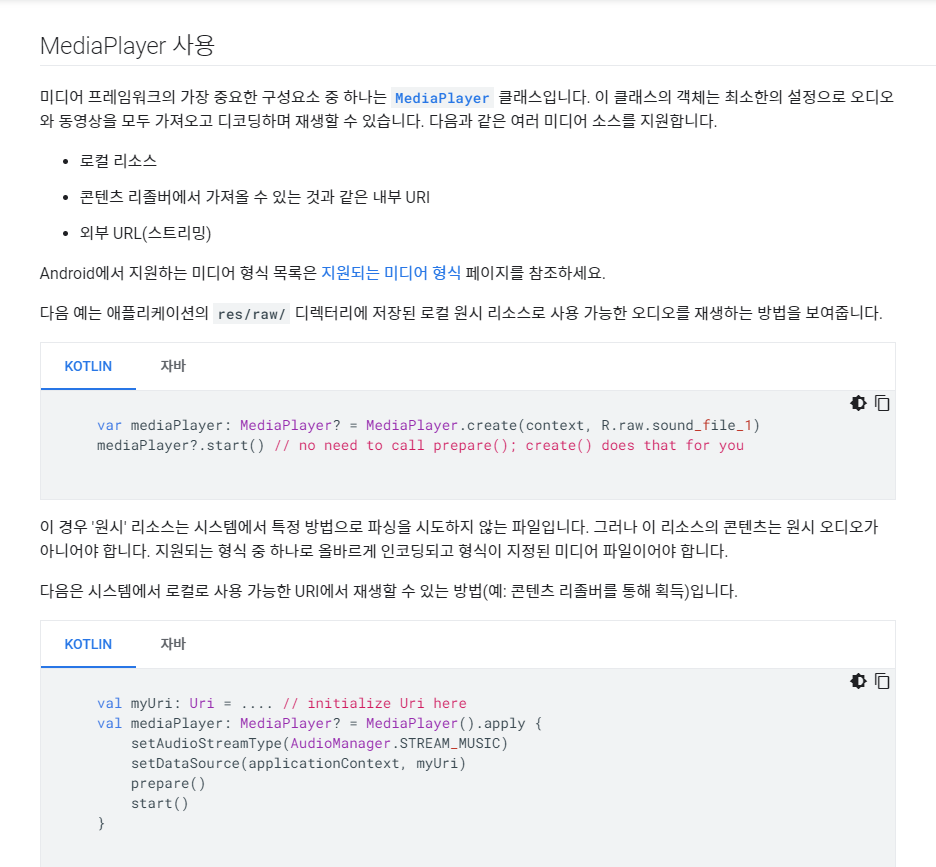 MediaPlayer 사용
미디어 프레임워크의 가장 중요한 구성요소 중 하나는 MediaPlayer 클래스입니다. 이 클래스의 객체는 최소한의 설정으로 오디오
와 동영상을 모두 가져오고 디코딩하며 재생할 수 있습니다. 다음과 같은 여러 미디어 소스를 지원합니다.
• 로컬 리소스
• 콘텐츠 리졸버에서 가져올 수 있는 것과 같은 내부 URI
• 외부 URL(스트리밍)
Android에서 지원하는 미디어 형식 목록은 지원되는 미디어 형식 페이지를 참조하세요.
다음 예는 애플리케이션의 res/raw/ 디렉터리에 저장된 로컬 원시 리소스로 사용 가능한 오디오를 재생하는 방법을 보여줍니다.
KOTLIN 자바
var mediaPlayer: MediaPlayer? = MediaPlayer.create(context, R.raw.sound_file_1)
mediaPlayer?.start() // no need to call prepare(); create() does that for you
이 경우 '원시' 리소스는 시스템에서 특정 방법으로 파싱을 시도하지 않는 파일입니다. 그러나 이 리소스의 콘텐츠는 원시 오디오가
아니어야 합니다. 지원되는 형식 중 하나로 올바르게 인코딩되고 형식이 지정된 미디어 파일이어야 합니다.
다음은 시스템에서 로컬로 사용 가능한 URI에서 재생할 수 있는 방법(예: 콘텐츠 리졸버를 통해 획득)입니다.
KOTLIN 자바
val myUri: Uri = .... // initialize Uri here
val mediaPlayer: MediaPlayer? = MediaPlayer().apply {
    setAudioStreamType(AudioManager.STREAM_MUSIC)
    setDataSource(applicationContext, myUri)
    prepare()
    start()
}